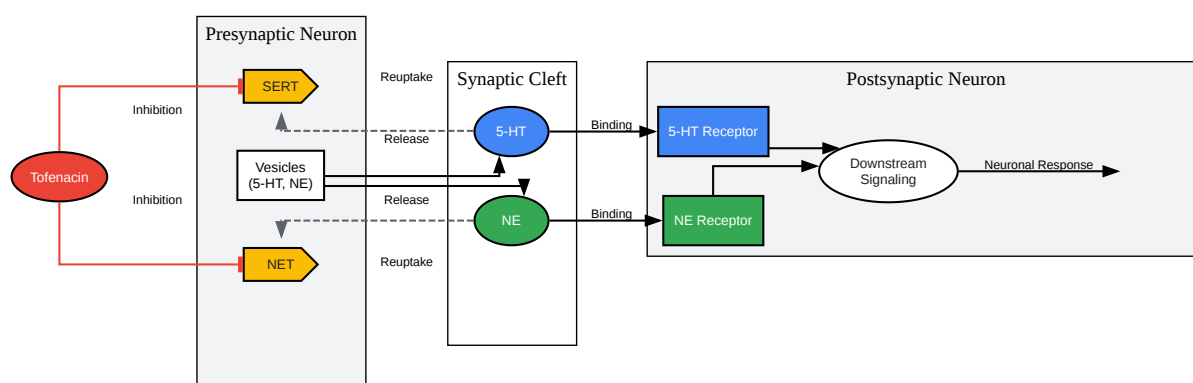 Presynaptic Neuron
Synaptic Cleft
Postsynaptic Neuron
SERT
Reuptake
Inhibition
5-HT
Binding
5-HT Receptor
Release
Vesicles
(5-HT, NE)
Tofenacin
Downstream
Signaling
Neuronal Response
Inhibition
Release
NE
Binding
NE Receptor
NET
Reuptake